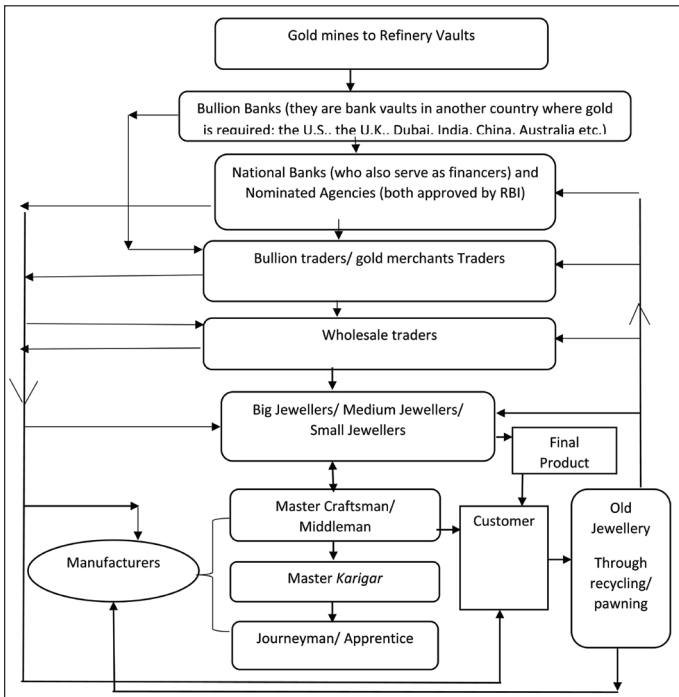 Gold mines to Refinery Vaults
Bullion Banks (they are bank vaults in another country where gold
is required: the U.S., the U.K., Dubai, India, China, Australia etc.)
National Banks (who also serve as financers) and
Nominated Agencies (both approved by RBI)
Bullion traders/ gold merchants Traders
Wholesale traders
Big Jewellers/ Medium Jewellers/
Small Jewellers
Final
Product
Master Craftsman/
Middleman
Customer
Old
Jewellery
Through
recycling/
pawning
Manufacturers
Master Karigar
Journeyman/ Apprentice